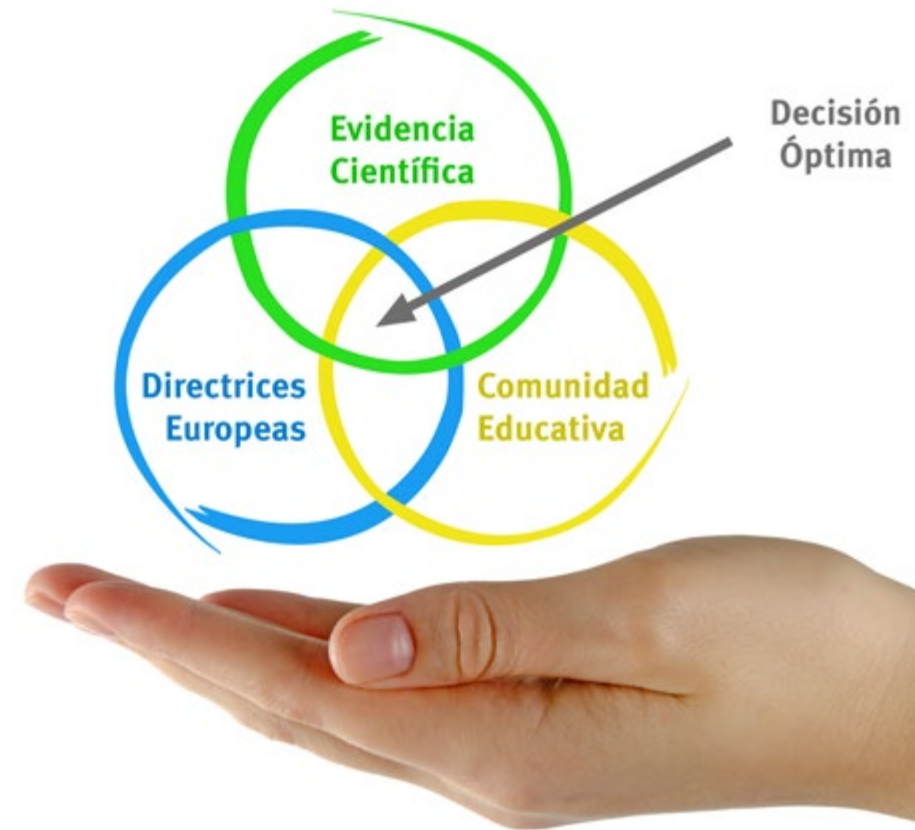 Evidencia
Científica
Decisión
Óptima
Directrices
Europeas
Comunidad
Educativa